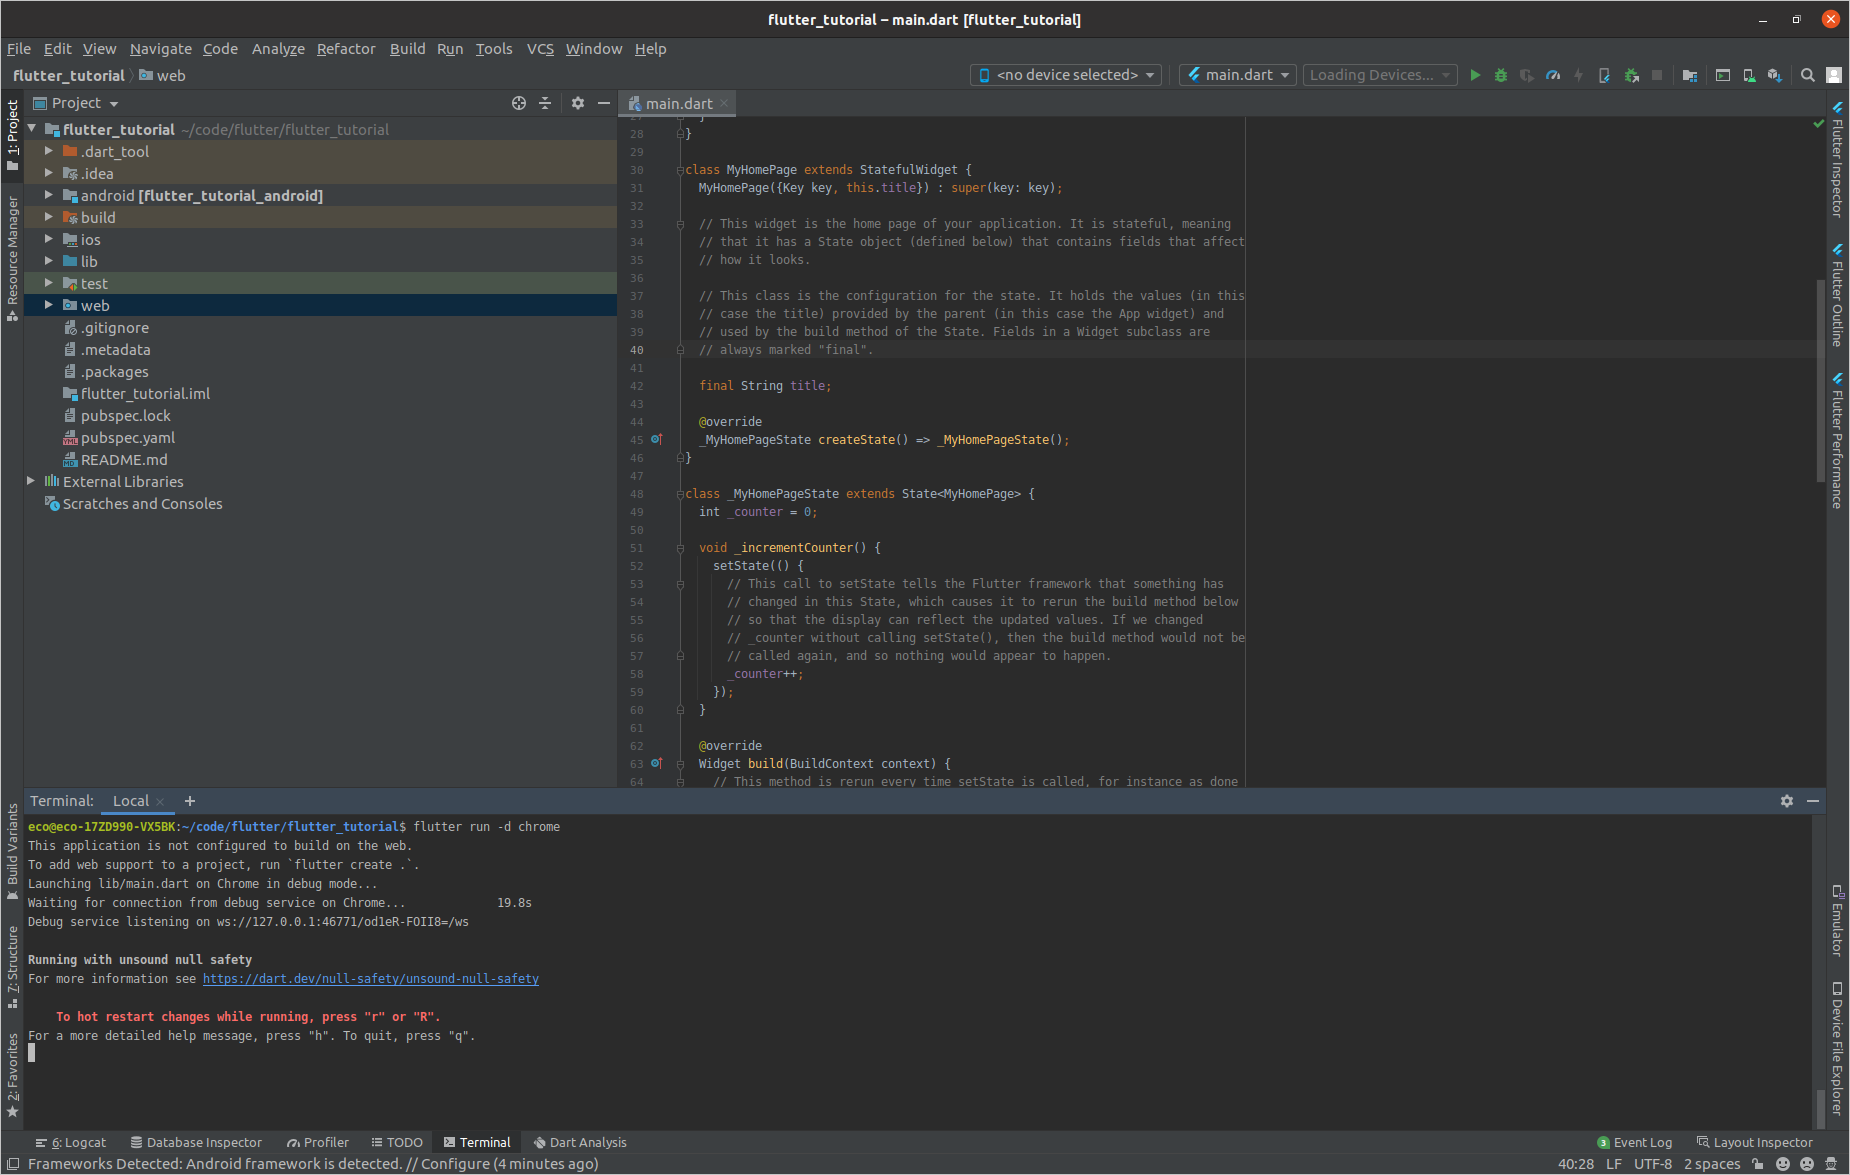 flutter_tutorial – main.dart [flutter_tutorial]
File Edit View Navigate Code Analyze Refactor Build Run Tools VCS Window Help
flutter_tutorial web <no device selected> main.dart Loading Devices...
Project
main.dart
flutter_tutorial ~/code/flutter/flutter_tutorial
.dart_tool
.idea
android [flutter_tutorial_android]
build
ios
lib
test
web
.gitignore
.metadata
.packages
flutter_tutorial.iml
pubspec.lock
pubspec.yaml
README.md
External Libraries
Scratches and Consoles
1: Project
Resource Manager
Build Variants
7: Structure
2: Favorites
28 }
29
30 class MyHomePage extends StatefulWidget {
31 MyHomePage({Key key, this.title}) : super(key: key);
32
33 // This widget is the home page of your application. It is stateful, meaning
34 // that it has a State object (defined below) that contains fields that affect
35 // how it looks.
36
37 // This class is the configuration for the state. It holds the values (in this
38 // case the title) provided by the parent (in this case the App widget) and
39 // used by the build method of the State. Fields in a Widget subclass are
40 // always marked "final".
41
42 final String title;
43
44 @override
45 _MyHomePageState createState() => _MyHomePageState();
46 }
47
48 class _MyHomePageState extends State<MyHomePage> {
49 int _counter = 0;
50
51 void _incrementCounter() {
52 setState(() {
53 // This call to setState tells the Flutter framework that something has
54 // changed in this State, which causes it to rerun the build method below
55 // so that the display can reflect the updated values. If we changed
56 // _counter without calling setState(), then the build method would not be
57 // called again, and so nothing would appear to happen.
58 _counter++;
59 });
60 }
61
62 @override
63 Widget build(BuildContext context) {
64 // This method is rerun every time setState is called, for instance as done
Flutter Inspector
Flutter Outline
Flutter Performance
Emulator
Device File Explorer
Terminal: Local
eco@eco-17ZD990-VX5BK:~/code/flutter/flutter_tutorial$ flutter run -d chrome
This application is not configured to build on the web.
To add web support to a project, run `flutter create .`.
Launching lib/main.dart on Chrome in debug mode...
Waiting for connection from debug service on Chrome... 19.8s
Debug service listening on ws://127.0.0.1:46771/od1eR-FOII8=/ws
Running with unsound null safety
For more information see https://dart.dev/null-safety/unsound-null-safety
To hot restart changes while running, press "r" or "R".
For a more detailed help message, press "h". To quit, press "q".
6: Logcat Database Inspector Profiler TODO Terminal Dart Analysis 3 Event Log Layout Inspector
Frameworks Detected: Android framework is detected. // Configure (4 minutes ago) 40:28 LF UTF-8 2 spaces